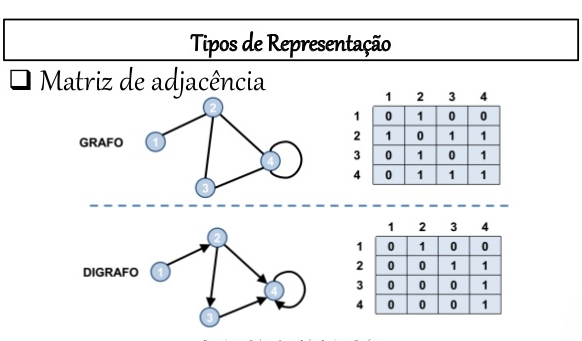 Tipos de Representação
Matriz de adjacência
GRAFO
1
2
3
4
1 2 3 4
1 0 1 0 0
2 1 0 1 1
3 0 1 0 1
4 0 1 1 1
DIGRAFO
1
2
3
4
1 2 3 4
1 0 1 0 0
2 0 0 1 1
3 0 0 0 1
4 0 0 0 1